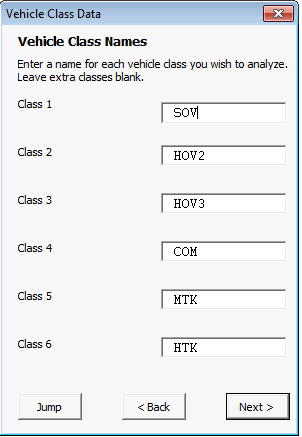 Vehicle Class Data
Vehicle Class Names
Enter a name for each vehicle class you wish to analyze.
Leave extra classes blank.
Class 1 SOV
Class 2 HOV2
Class 3 HOV3
Class 4 COM
Class 5 MTK
Class 6 HTK
Jump < Back Next >